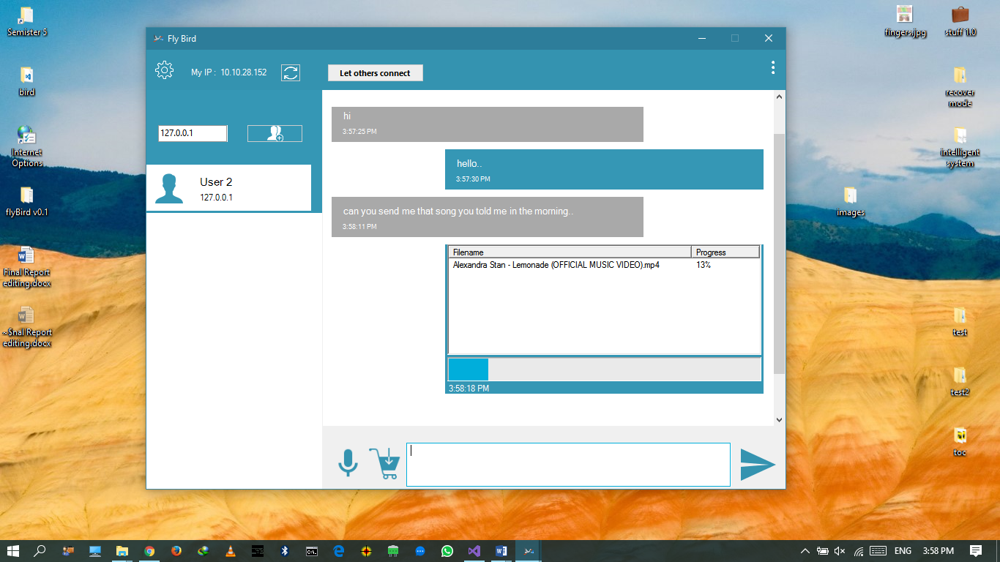 Semister 5
bird
Internet
Options
flyBird v0.1
Final Report
editing.docx
~$nal Report
editing.docx
Fly Bird
My IP : 10.10.28.152
Let others connect
127.0.0.1
User 2
127.0.0.1
hi
3:57:25 PM
hello..
3:57:30 PM
can you send me that song you told me in the morning..
3:58:11 PM
Filename Progress
Alexandra Stan - Lemonade (OFFICIAL MUSIC VIDEO).mp4 13%
3:58:18 PM
fingers.jpg
stuff 1.0
recover
mode
intelligent
system
images
test
test2
toc
C:\_
ENG
3:58 PM